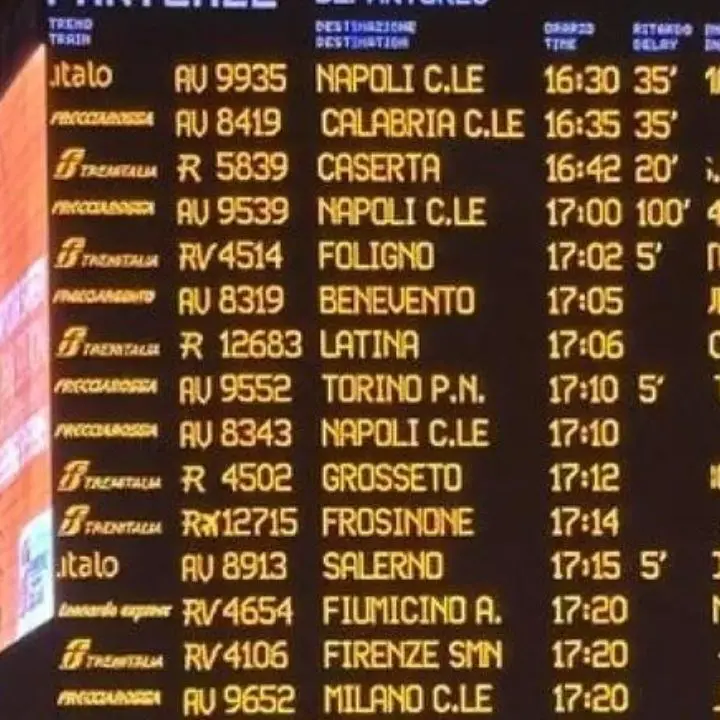 PARTENZE DEPARTURES
TRENO DESTINAZIONE ORARIO RITARDO
TRAIN DESTINATION TIME DELAY
italo AV 9935 NAPOLI C.LE 16:30 35'
FRECCIAROSSA AV 8419 CALABRIA C.LE 16:35 35'
TRENITALIA R 5839 CASERTA 16:42 20'
FRECCIAROSSA AV 9539 NAPOLI C.LE 17:00 100' 4
TRENITALIA RV 4514 FOLIGNO 17:02 5'
FRECCIARGENTO AV 8319 BENEVENTO 17:05
TRENITALIA R 12683 LATINA 17:06
FRECCIAROSSA AV 9552 TORINO P.N. 17:10 5'
FRECCIAROSSA AV 8343 NAPOLI C.LE 17:10
TRENITALIA R 4502 GROSSETO 17:12
TRENITALIA R 12715 FROSINONE 17:14
italo AV 8913 SALERNO 17:15 5'
Leonardo express RV 4654 FIUMICINO A. 17:20
TRENITALIA RV 4106 FIRENZE SMN 17:20
FRECCIAROSSA AV 9652 MILANO C.LE 17:20